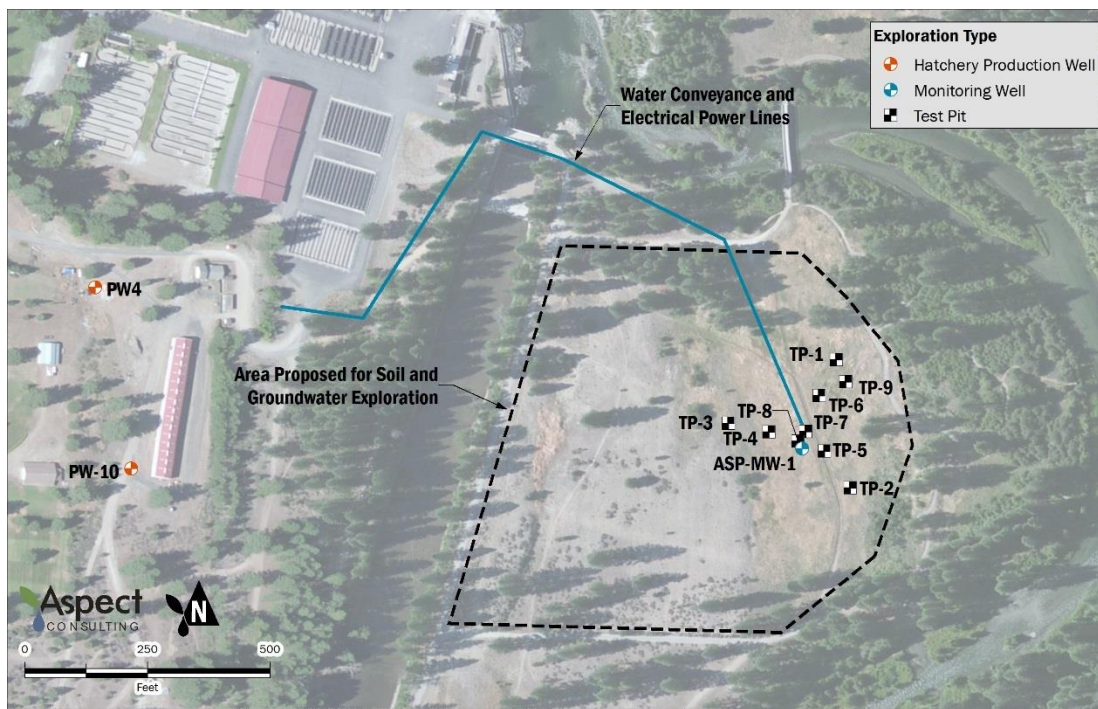 Exploration Type
Hatchery Production Well
Monitoring Well
Test Pit
Water Conveyance and
Electrical Power Lines
PW4
Area Proposed for Soil and
Groundwater Exploration
TP-1
TP-9
TP-6
TP-8
TP-3
TP-7
TP-4
TP-5
ASP-MW-1
PW-10
TP-2
Aspect
CONSULTING
N
0 250 500
Feet